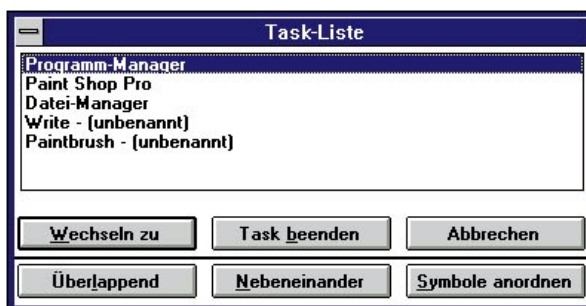 Task-Liste
Programm-Manager
Paint Shop Pro
Datei-Manager
Write - (unbenannt)
Paintbrush - (unbenannt)
Wechseln zu Task beenden Abbrechen
Überlappend Nebeneinander Symbole anordnen